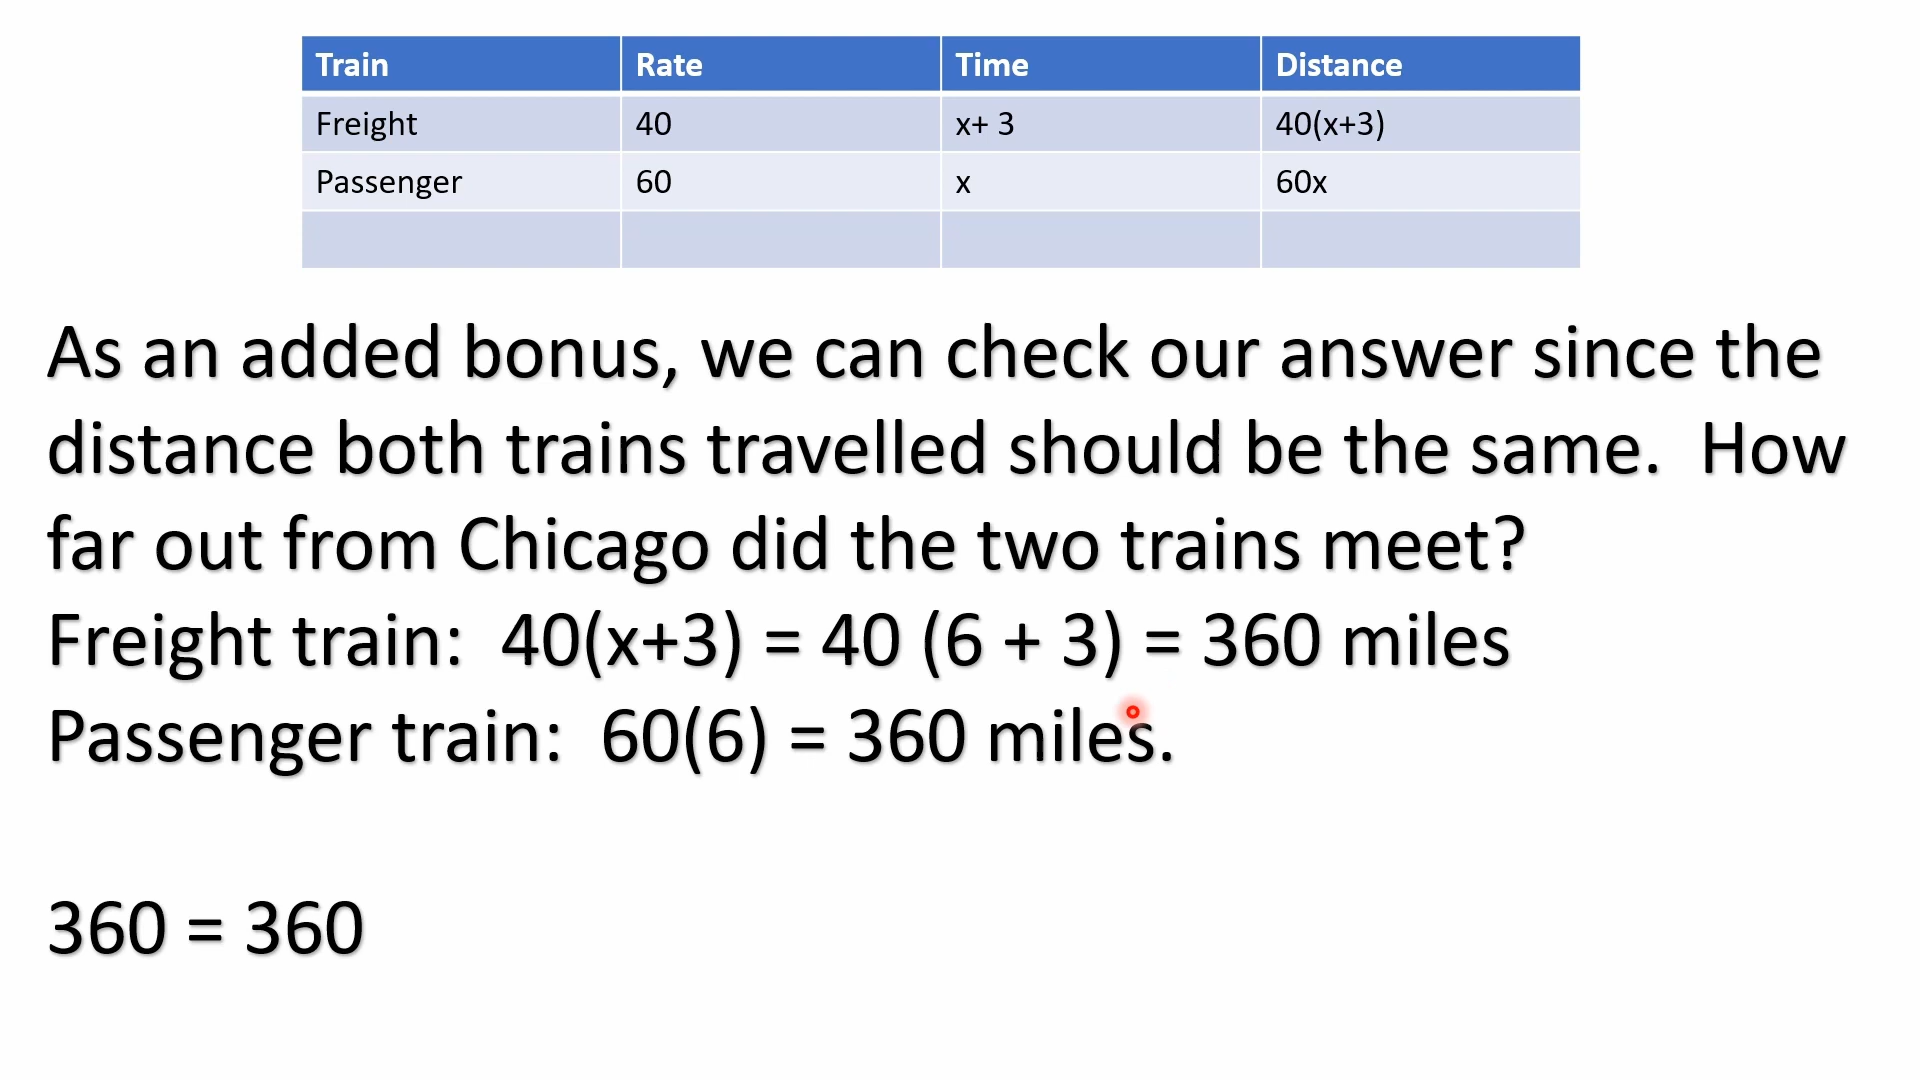 Train Rate Time Distance
Freight 40 x+ 3 40(x+3)
Passenger 60 x 60x
As an added bonus, we can check our answer since the
distance both trains travelled should be the same.  How
far out from Chicago did the two trains meet?
Freight train:  40(x+3) = 40 (6 + 3) = 360 miles
Passenger train:  60(6) = 360 miles.
360 = 360